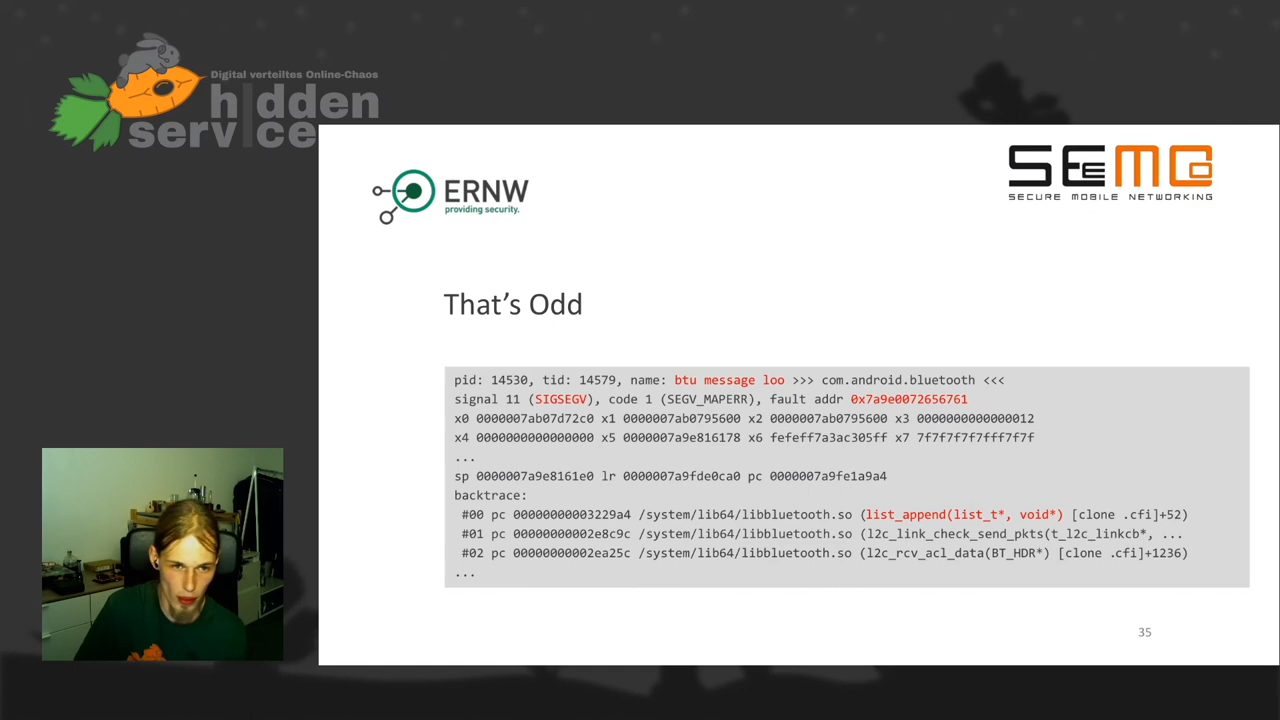 Digital verteiltes Online-Chaos
h|dden
serv|ce
SEEMOO
SECURE MOBILE NETWORKING
ERNW
providing security.
That's Odd
pid: 14530, tid: 14579, name: btu message loo >>> com.android.bluetooth <<<
signal 11 (SIGSEGV), code 1 (SEGV_MAPERR), fault addr 0x7a9e0072656761
x0 0000007ab07d72c0 x1 0000007ab0795600 x2 0000007ab0795600 x3 0000000000000012
x4 0000000000000000 x5 0000007a9e816178 x6 fefeff7a3ac305ff x7 7f7f7f7f7fff7f7f
...
sp 0000007a9e8161e0 lr 0000007a9fde0ca0 pc 0000007a9fe1a9a4
backtrace:
#00 pc 00000000003229a4 /system/lib64/libbluetooth.so (list_append(list_t*, void*) [clone .cfi]+52)
#01 pc 00000000002e8c9c /system/lib64/libbluetooth.so (l2c_link_check_send_pkts(t_l2c_linkcb*, ...
#02 pc 00000000002ea25c /system/lib64/libbluetooth.so (l2c_rcv_acl_data(BT_HDR*) [clone .cfi]+1236)
...
35